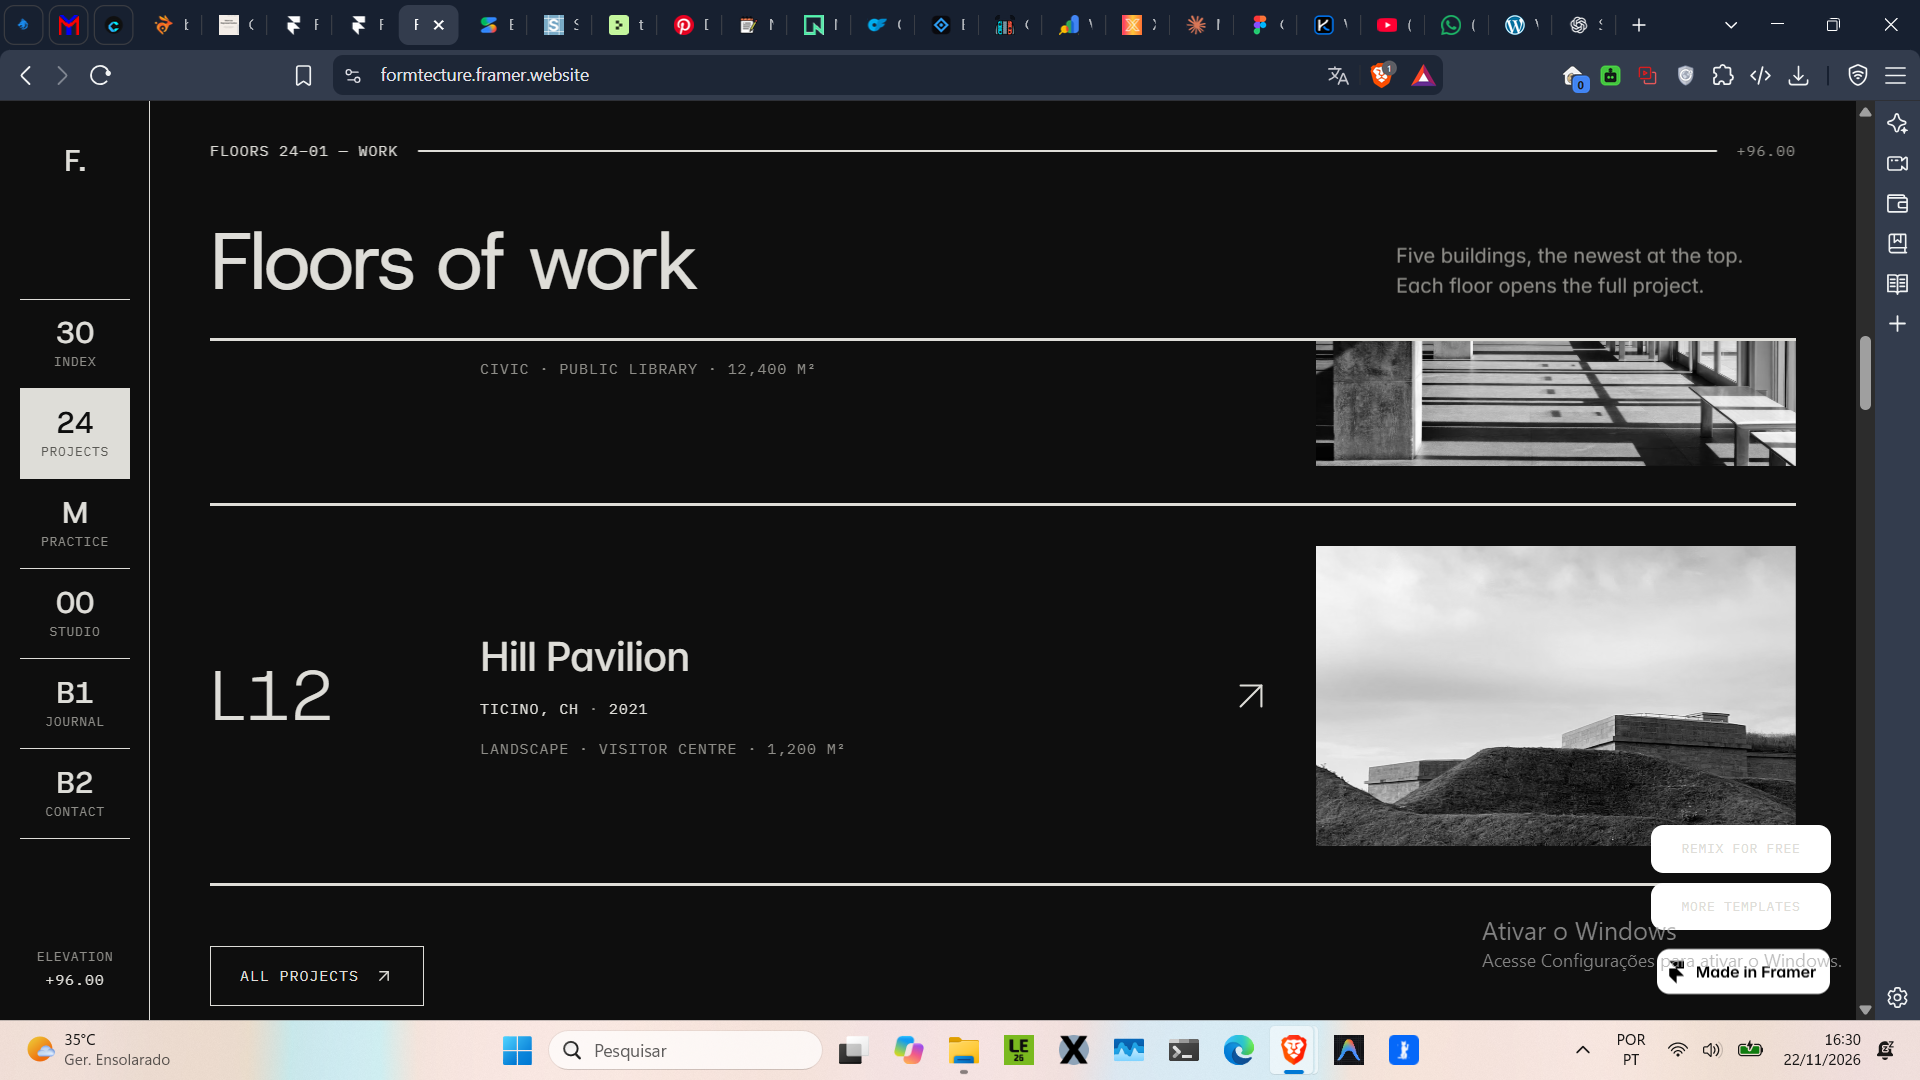 formtecture.framer.website
1
0
F.
FLOORS 24–01 — WORK
+96.00
Floors of work
Five buildings, the newest at the top.
Each floor opens the full project.
30
INDEX
24
PROJECTS
M
PRACTICE
00
STUDIO
B1
JOURNAL
B2
CONTACT
ELEVATION
+96.00
CIVIC · PUBLIC LIBRARY · 12,400 M²
L12
Hill Pavilion
TICINO, CH · 2021
LANDSCAPE · VISITOR CENTRE · 1,200 M²
ALL PROJECTS
REMIX FOR FREE
MORE TEMPLATES
Ativar o Windows
Acesse Configurações para ativar o Windows.
Made in Framer
35°C
Ger. Ensolarado
Pesquisar
LE
26
POR
PT
16:30
22/11/2026